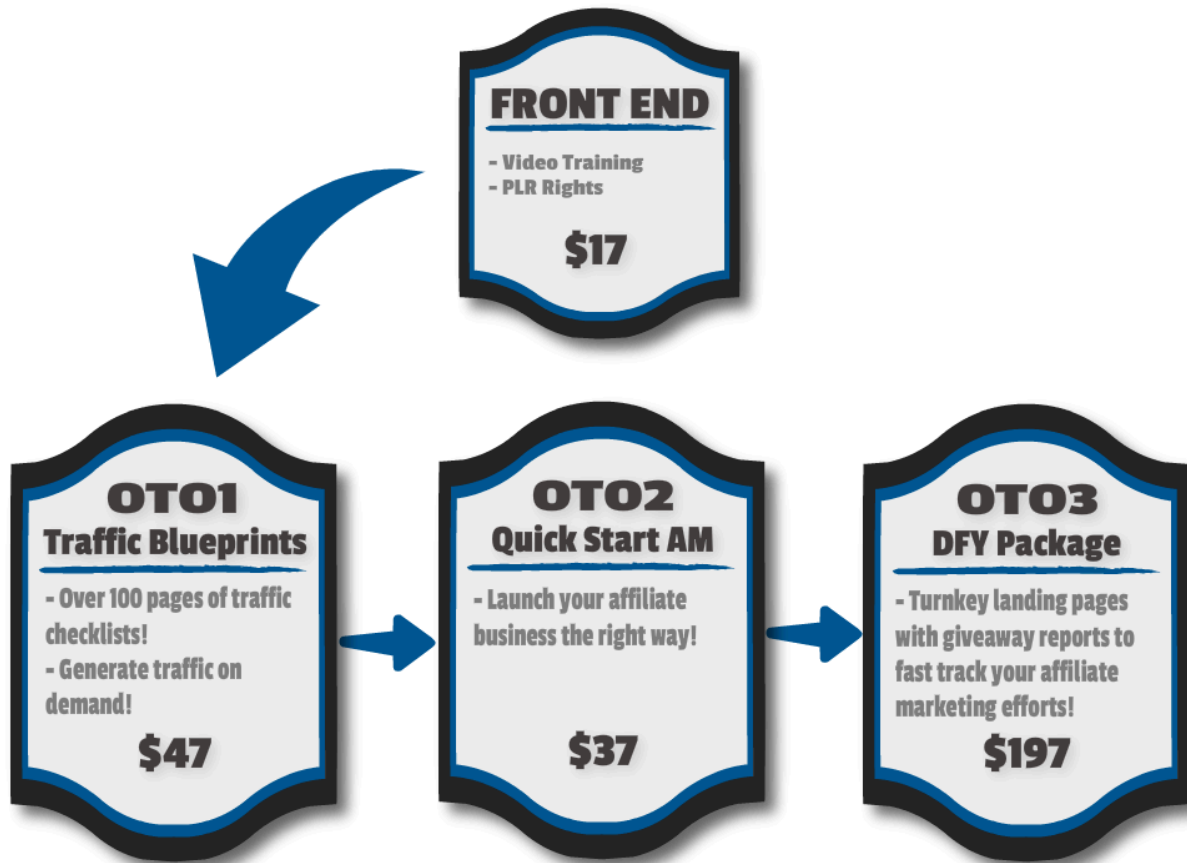 FRONT END
- Video Training
- PLR Rights
$17
OTO1
Traffic Blueprints
- Over 100 pages of traffic
checklists!
- Generate traffic on
demand!
$47
OTO2
Quick Start AM
- Launch your affiliate
business the right way!
$37
OTO3
DFY Package
- Turnkey landing pages
with giveaway reports to
fast track your affiliate
marketing efforts!
$197